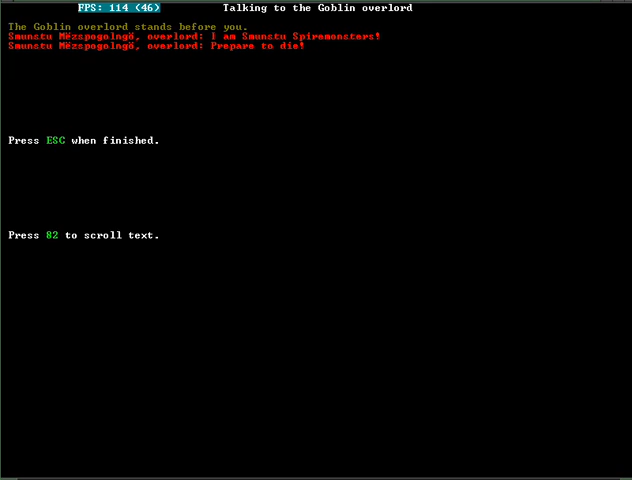 FPS: 114 (46) Talking to the Goblin overlord
The Goblin overlord stands before you.
Smunstu Mëzspogolngö, overlord: I am Smunstu Spiremonsters!
Smunstu Mëzspogolngö, overlord: Prepare to die!
Press ESC when finished.
Press 82 to scroll text.